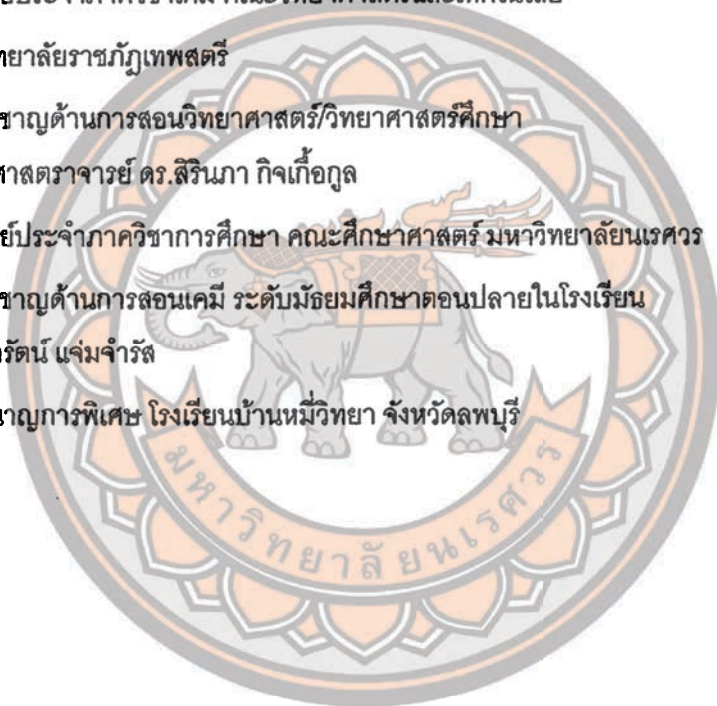 ทยาลัยราชภัฏเทพสตรี
ชาญด้านการสอนวิทยาศาสตร์/วิทยาศาสตร์ศึกษา
ศาสตราจารย์ ดร.สิรินภา กิจเกื้อกูล
ย์ประจำภาควิชาการศึกษา คณะศึกษาศาสตร์ มหาวิทยาลัยนเรศวร
ชาญด้านการสอนเคมี ระดับมัธยมศึกษาตอนปลายในโรงเรียน
รัตน์ แจ่มจำรัส
าญการพิเศษ โรงเรียนบ้านหมี่วิทยา จังหวัดลพบุรี
มหาวิทยาลัยนเรศวร